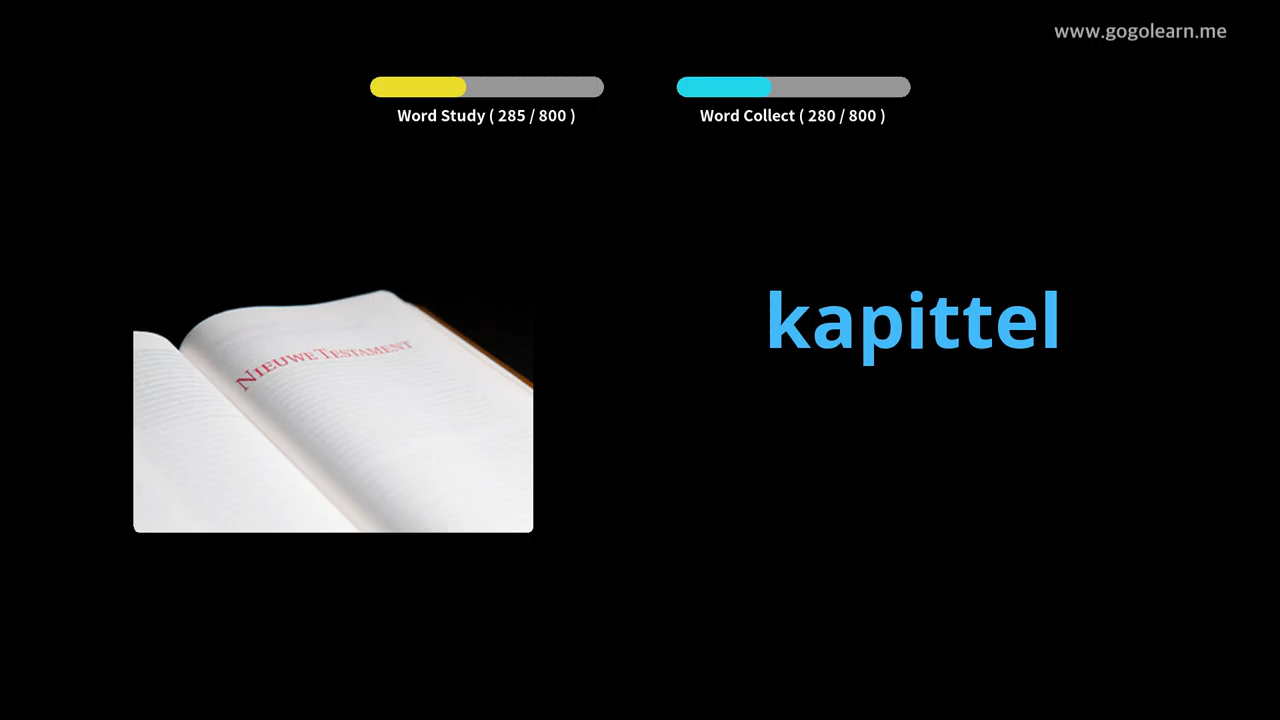 www.gogolearn.me
Word Study ( 285 / 800 )
Word Collect ( 280 / 800 )
NIEUWE TESTAMENT
kapittel